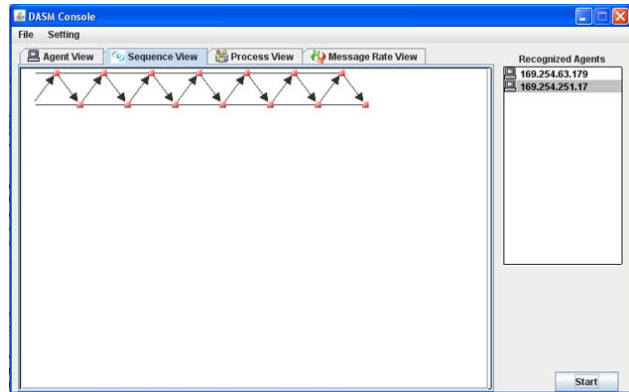 DASM Console
File Setting
Agent View Sequence View Process View Message Rate View
Recognized Agents
169.254.63.179
169.254.251.17
Start